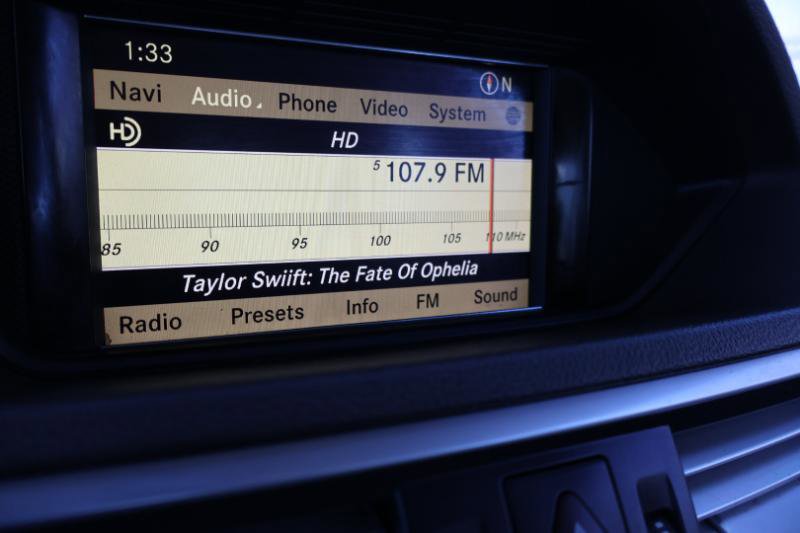 1:33
N
Navi Audio Phone Video System
HD HD
5 107.9 FM
85 90 95 100 105 110 MHz
Taylor Swiift: The Fate Of Ophelia
Radio Presets Info FM Sound